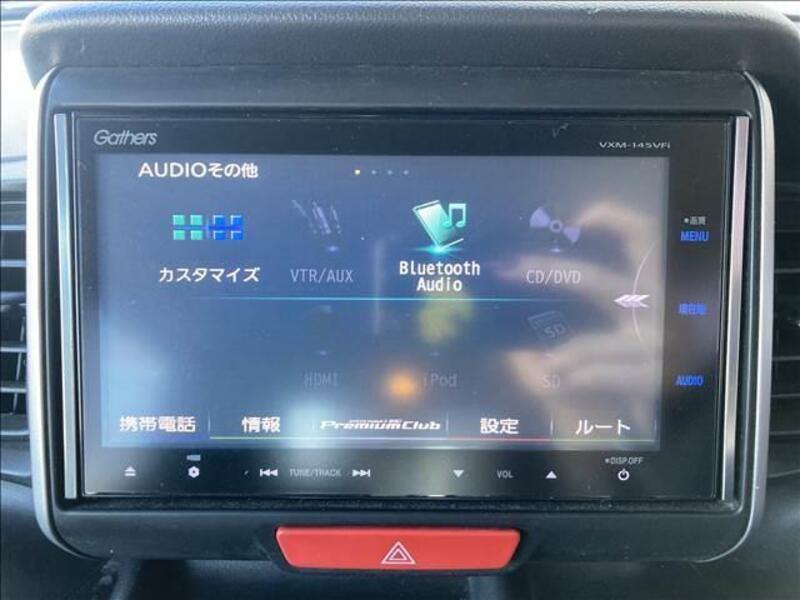 Gathers
VXM-145VFi
AUDIOその他
カスタマイズ
VTR/AUX
Bluetooth
Audio
CD/DVD
HDMI
iPod
SD
SD
携帯電話
情報
PremiumClub
設定
ルート
画質
MENU
現在地
AUDIO
TUNE/TRACK
VOL
DISP.OFF